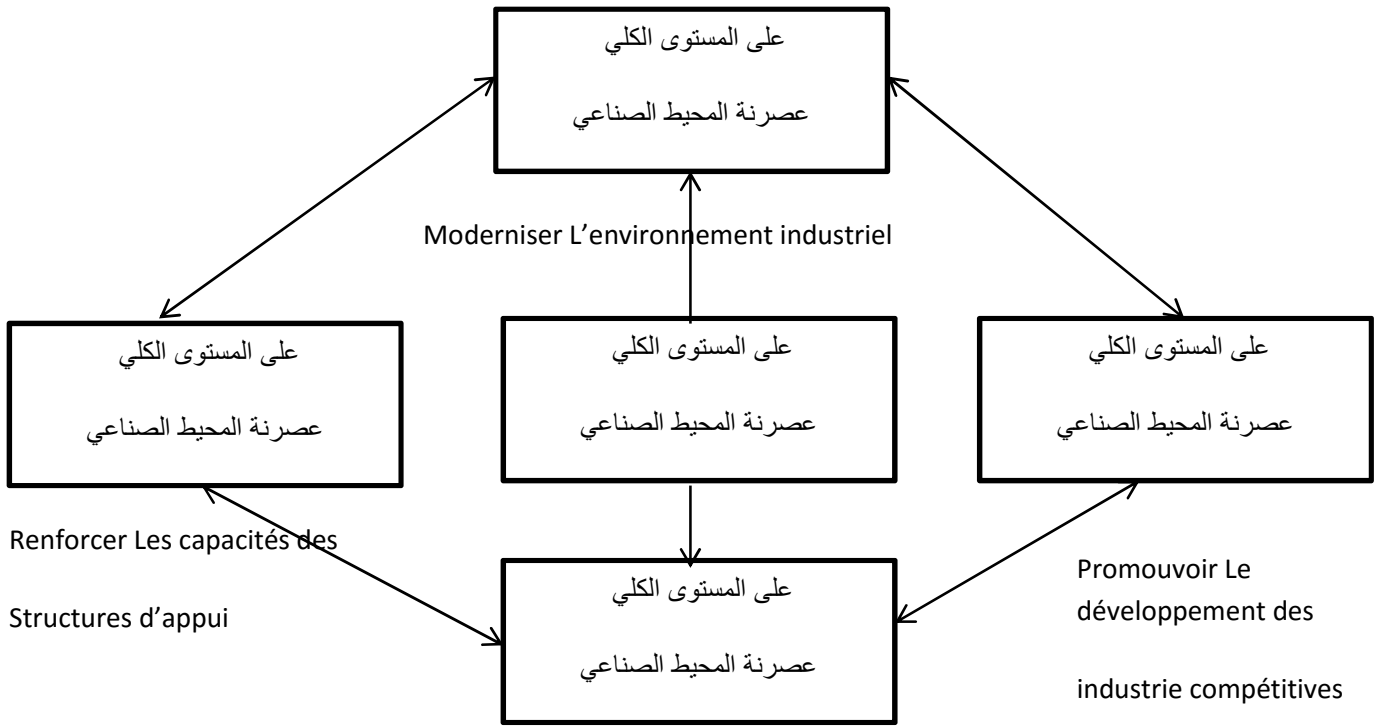 على المستوى الكلي
عصرنة المحيط الصناعي
Moderniser L’environnement industriel
على المستوى الكلي
عصرنة المحيط الصناعي
على المستوى الكلي
عصرنة المحيط الصناعي
على المستوى الكلي
عصرنة المحيط الصناعي
Renforcer Les capacités des
Structures d’appui
على المستوى الكلي
عصرنة المحيط الصناعي
Promouvoir Le
développement des
industrie compétitives